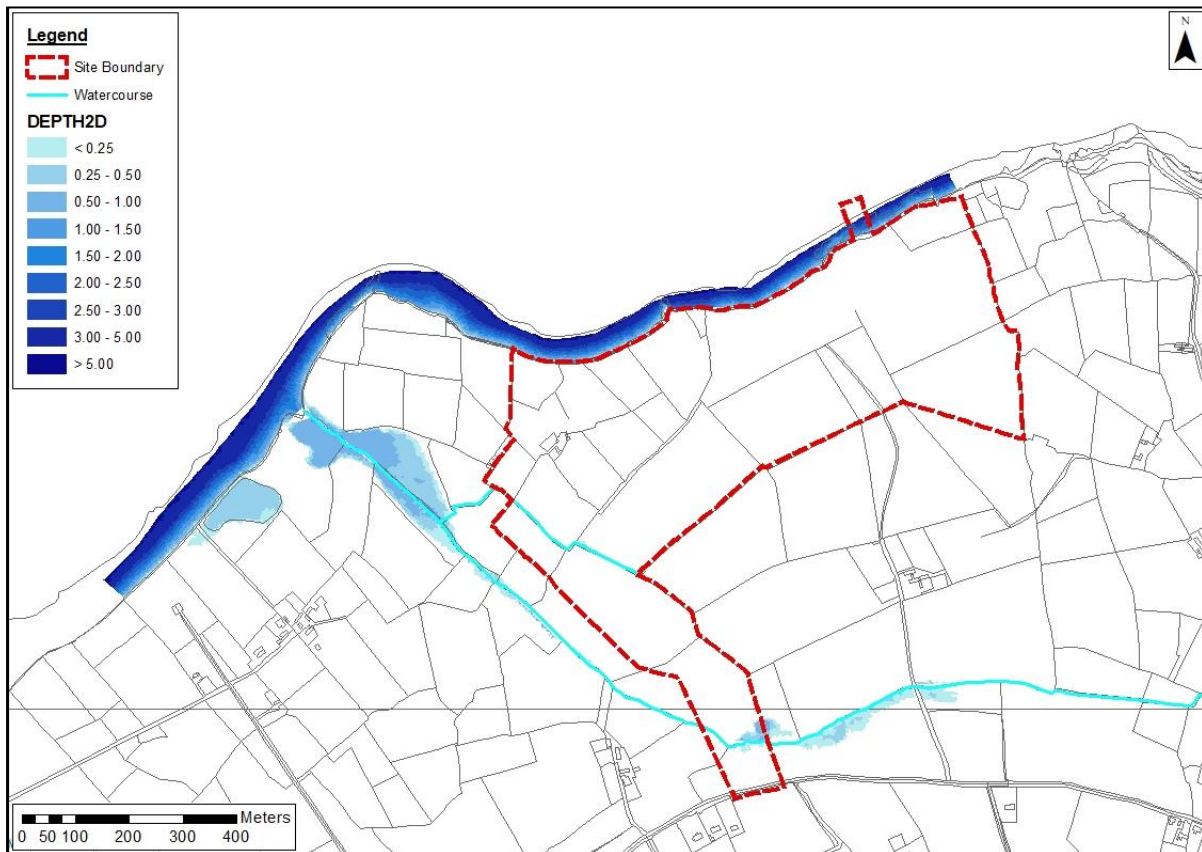 Legend
Site Boundary
Watercourse
DEPTH2D
< 0.25
0.25 - 0.50
0.50 - 1.00
1.00 - 1.50
1.50 - 2.00
2.00 - 2.50
2.50 - 3.00
3.00 - 5.00
> 5.00
N
Meters
0 50 100 200 300 400